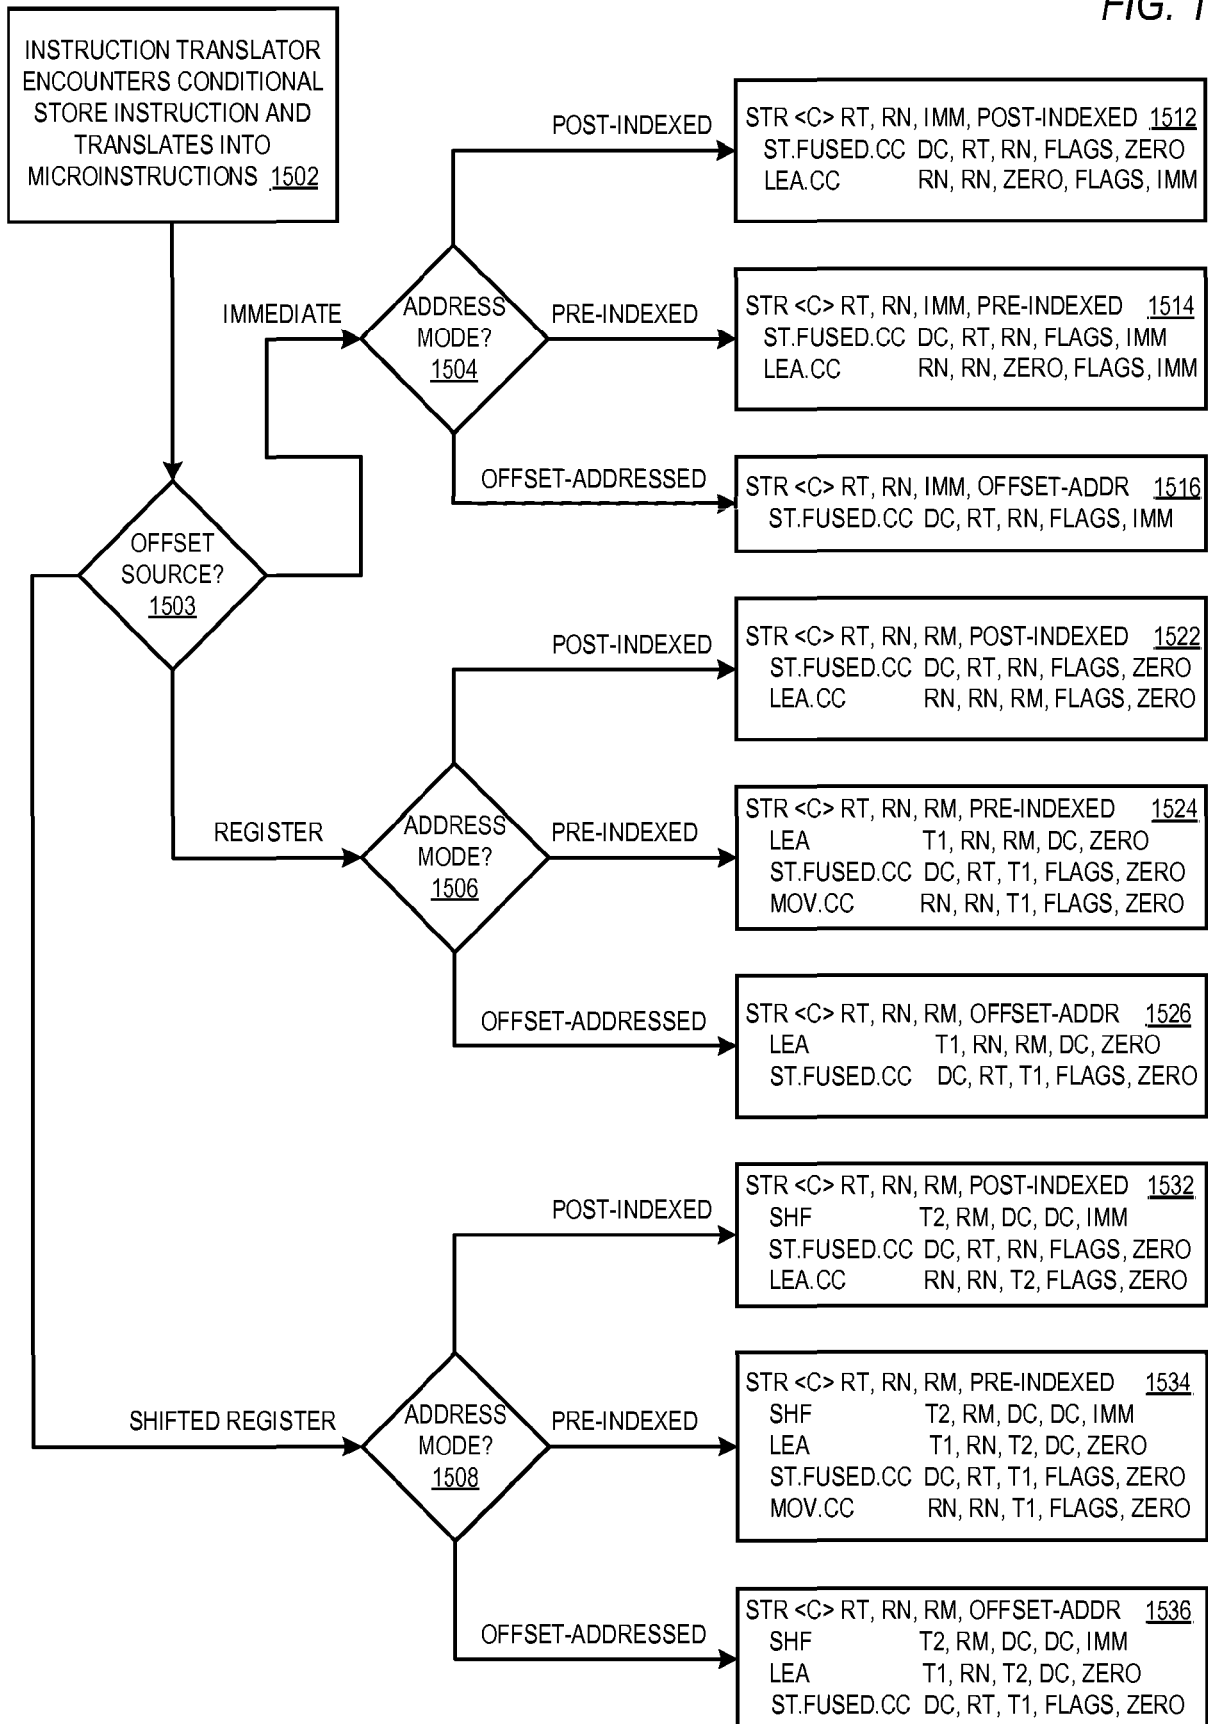 FIG. 1
INSTRUCTION TRANSLATOR
ENCOUNTERS CONDITIONAL
STORE INSTRUCTION AND
TRANSLATES INTO
MICROINSTRUCTIONS 1502
POST-INDEXED
STR <C> RT, RN, IMM, POST-INDEXED 1512
ST.FUSED.CC DC, RT, RN, FLAGS, ZERO
LEA.CC RN, RN, ZERO, FLAGS, IMM
IMMEDIATE
ADDRESS
MODE?
1504
PRE-INDEXED
STR <C> RT, RN, IMM, PRE-INDEXED 1514
ST.FUSED.CC DC, RT, RN, FLAGS, IMM
LEA.CC RN, RN, ZERO, FLAGS, IMM
OFFSET-ADDRESSED
STR <C> RT, RN, IMM, OFFSET-ADDR 1516
ST.FUSED.CC DC, RT, RN, FLAGS, IMM
OFFSET
SOURCE?
1503
POST-INDEXED
STR <C> RT, RN, RM, POST-INDEXED 1522
ST.FUSED.CC DC, RT, RN, FLAGS, ZERO
LEA.CC RN, RN, RM, FLAGS, ZERO
REGISTER
ADDRESS
MODE?
1506
PRE-INDEXED
STR <C> RT, RN, RM, PRE-INDEXED 1524
LEA T1, RN, RM, DC, ZERO
ST.FUSED.CC DC, RT, T1, FLAGS, ZERO
MOV.CC RN, RN, T1, FLAGS, ZERO
OFFSET-ADDRESSED
STR <C> RT, RN, RM, OFFSET-ADDR 1526
LEA T1, RN, RM, DC, ZERO
ST.FUSED.CC DC, RT, T1, FLAGS, ZERO
POST-INDEXED
STR <C> RT, RN, RM, POST-INDEXED 1532
SHF T2, RM, DC, DC, IMM
ST.FUSED.CC DC, RT, RN, FLAGS, ZERO
LEA.CC RN, RN, T2, FLAGS, ZERO
SHIFTED REGISTER
ADDRESS
MODE?
1508
PRE-INDEXED
STR <C> RT, RN, RM, PRE-INDEXED 1534
SHF T2, RM, DC, DC, IMM
LEA T1, RN, T2, DC, ZERO
ST.FUSED.CC DC, RT, T1, FLAGS, ZERO
MOV.CC RN, RN, T1, FLAGS, ZERO
OFFSET-ADDRESSED
STR <C> RT, RN, RM, OFFSET-ADDR 1536
SHF T2, RM, DC, DC, IMM
LEA T1, RN, T2, DC, ZERO
ST.FUSED.CC DC, RT, T1, FLAGS, ZERO